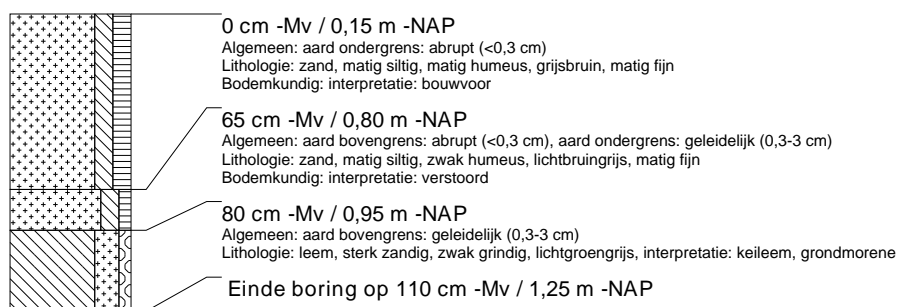 0 cm -Mv / 0,15 m -NAP
Algemeen: aard ondergrens: abrupt (<0,3 cm)
Lithologie: zand, matig siltig, matig humeus, grijsbruin, matig fijn
Bodemkundig: interpretatie: bouwvoor
65 cm -Mv / 0,80 m -NAP
Algemeen: aard bovengrens: abrupt (<0,3 cm), aard ondergrens: geleidelijk (0,3-3 cm)
Lithologie: zand, matig siltig, zwak humeus, lichtbruingrijs, matig fijn
Bodemkundig: interpretatie: verstoord
80 cm -Mv / 0,95 m -NAP
Algemeen: aard bovengrens: geleidelijk (0,3-3 cm)
Lithologie: leem, sterk zandig, zwak grindig, lichtgroengrijs, interpretatie: keileem, grondmorene
Einde boring op 110 cm -Mv / 1,25 m -NAP